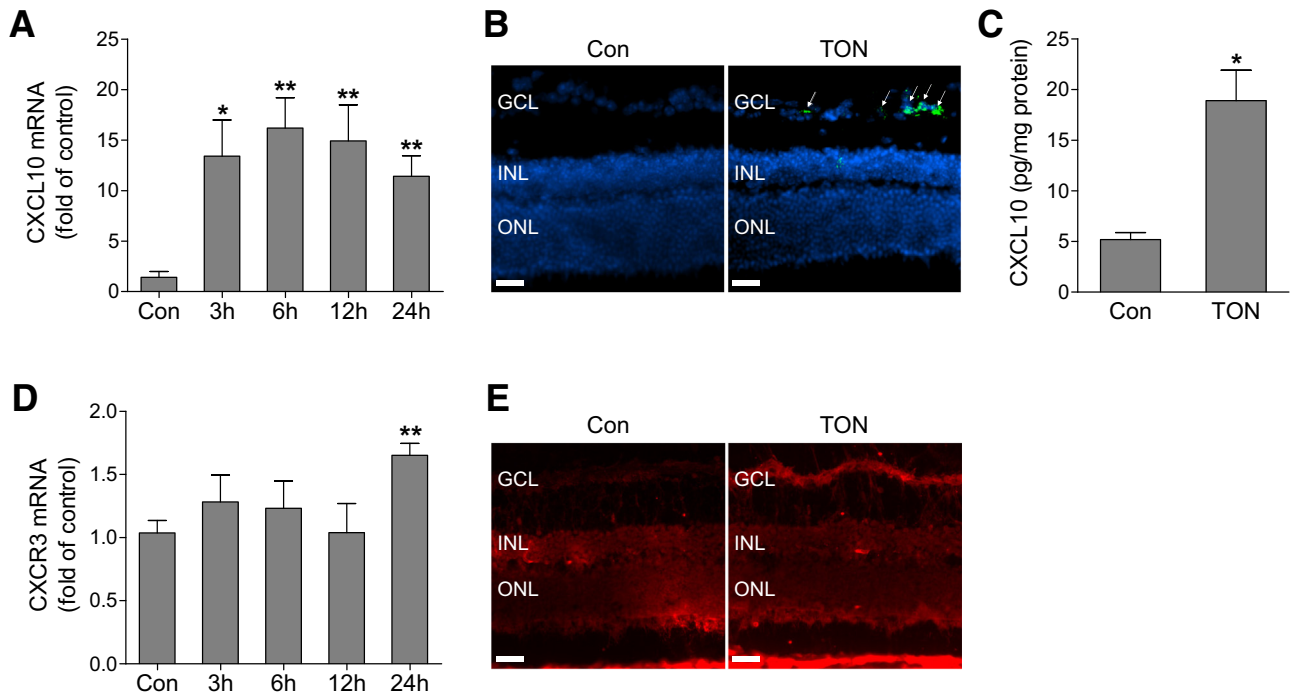 A
CXCL10 mRNA
(fold of control)
25
20
15
10
5
0
*
**
**
**
Con 3h 6h 12h 24h
B
Con TON
GCL GCL
INL INL
ONL ONL
C
CXCL10 (pg/mg protein)
25
20
15
10
5
0
*
Con TON
D
CXCR3 mRNA
(fold of control)
2.0
1.5
1.0
0.5
0.0
**
Con 3h 6h 12h 24h
E
Con TON
GCL GCL
INL INL
ONL ONL